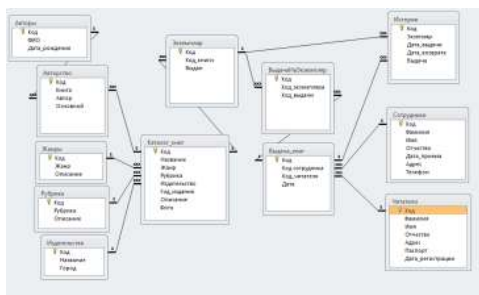 Авторы
Код
ФИО
Дата_рождения
Авторство
Код
Книга
Автор
Основной
Жанры
Код
Жанр
Описание
Рубрики
Код
Рубрика
Описание
Издательства
Код
Название
Город
Экземпляр
Код
Код_книги
Выдан
Каталог_книг
Код
Название
Жанр
Рубрика
Издательство
Год_издания
Описание
Фото
ВыдачаНаЭкземпляр
Код
Код_экземпляра
Код_выдачи
Выдача_книг
Код
Код_сотрудника
Код_читателя
Дата
История
Код
Экземпляр
Дата_выдачи
Дата_возврата
Выдача
Сотрудники
Код
Фамилия
Имя
Отчество
Дата_приема
Адрес
Телефон
Читатели
Код
Фамилия
Имя
Отчество
Адрес
Паспорт
Дата_регистрации